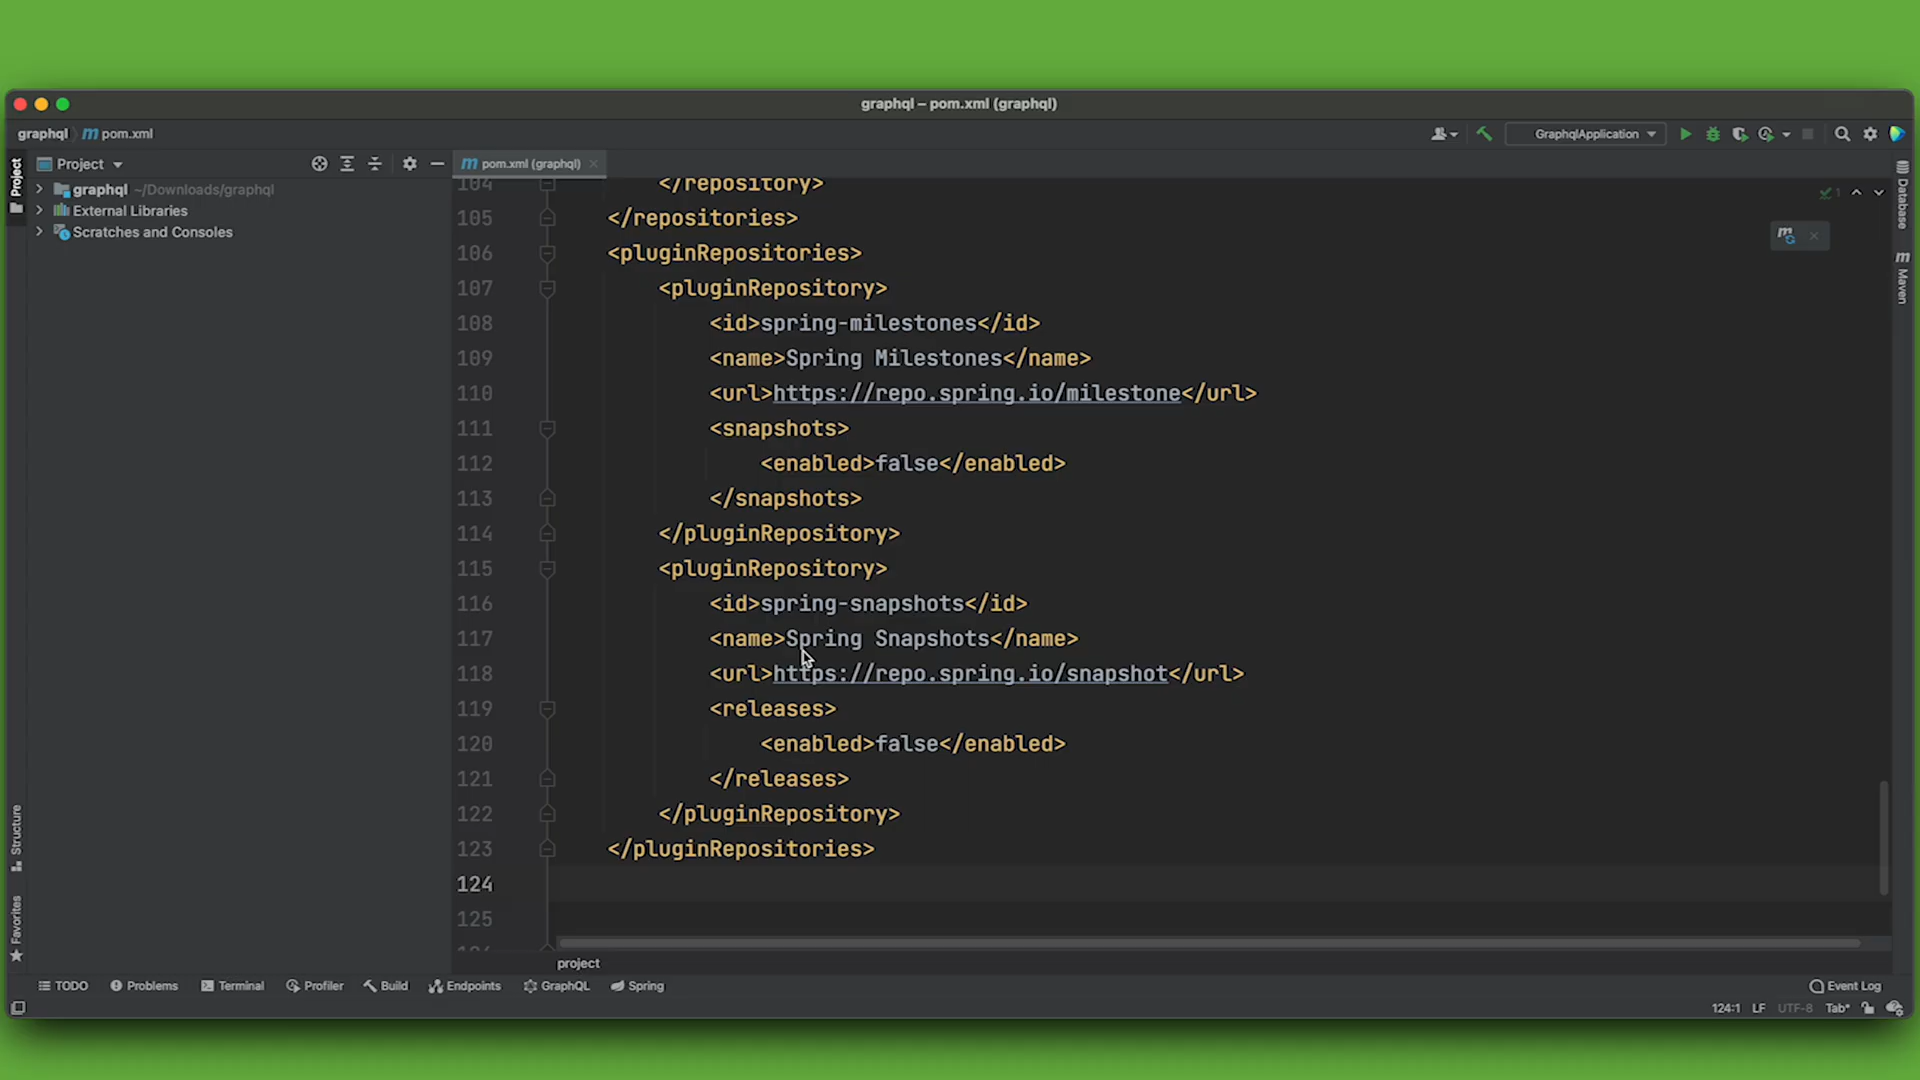 graphql – pom.xml (graphql)
graphql
pom.xml
GraphqlApplication
Project
Project
pom.xml (graphql)
graphql ~/Downloads/graphql
External Libraries
Scratches and Consoles
Structure
Favorites
104 </repository>
105 </repositories>
106 <pluginRepositories>
107 <pluginRepository>
108 <id>spring-milestones</id>
109 <name>Spring Milestones</name>
110 <url>https://repo.spring.io/milestone</url>
111 <snapshots>
112 <enabled>false</enabled>
113 </snapshots>
114 </pluginRepository>
115 <pluginRepository>
116 <id>spring-snapshots</id>
117 <name>Spring Snapshots</name>
118 <url>https://repo.spring.io/snapshot</url>
119 <releases>
120 <enabled>false</enabled>
121 </releases>
122 </pluginRepository>
123 </pluginRepositories>
124
125
1
Database
Maven
project
TODO Problems Terminal Profiler Build Endpoints GraphQL Spring Event Log
124:1 LF UTF-8 Tab*